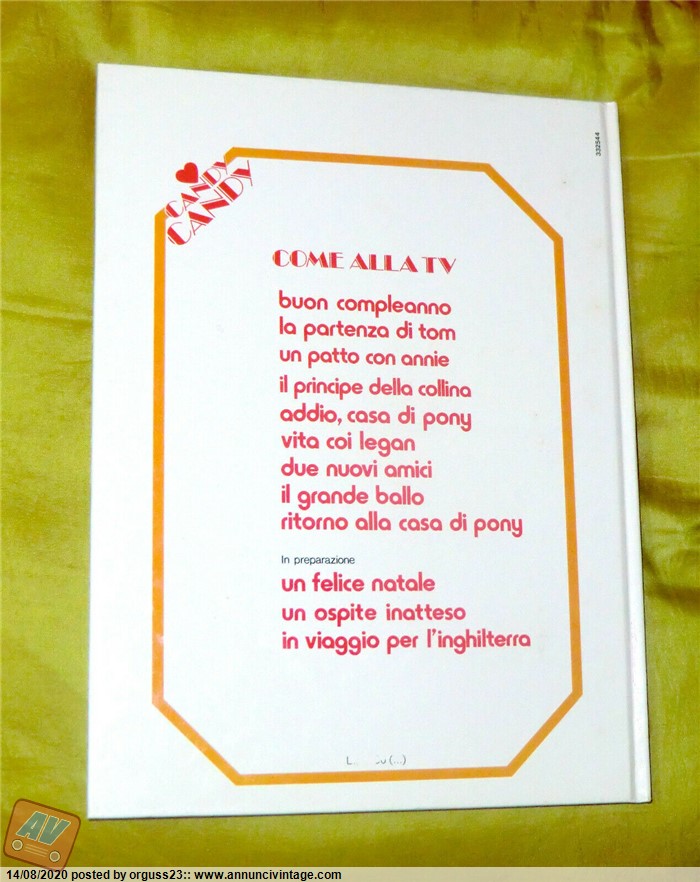 332544
CANDY
CANDY
COME ALLA TV
buon compleanno
la partenza di tom
un patto con annie
il principe della collina
addio, casa di pony
vita coi legan
due nuovi amici
il grande ballo
ritorno alla casa di pony
In preparazione
un felice natale
un ospite inatteso
in viaggio per l'inghilterra
(...)
AV
14/08/2020 posted by orguss23:: www.annuncivintage.com